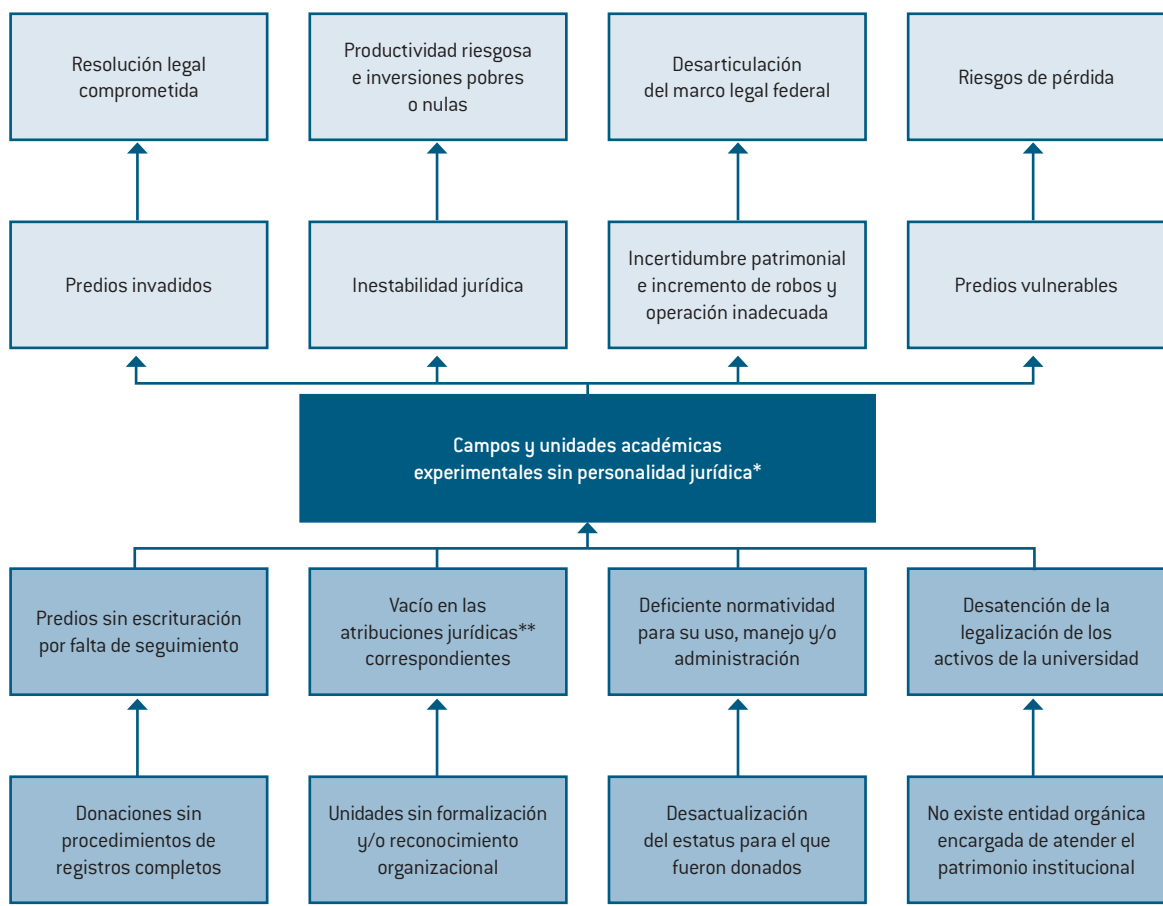 Resolución legal
comprometida
Productividad riesgosa
e inversiones pobres
o nulas
Desarticulación
del marco legal federal
Riesgos de pérdida
Predios invadidos
Inestabilidad jurídica
Incertidumbre patrimonial
e incremento de robos y
operación inadecuada
Predios vulnerables
Campos y unidades académicas
experimentales sin personalidad jurídica*
Predios sin escrituración
por falta de seguimiento
Vacío en las
atribuciones jurídicas**
correspondientes
Deficiente normatividad
para su uso, manejo y/o
administración
Desatención de la
legalización de los
activos de la universidad
Donaciones sin
procedimientos de
registros completos
Unidades sin formalización
y/o reconocimiento
organizacional
Desactualización
del estatus para el que
fueron donados
No existe entidad orgánica
encargada de atender el
patrimonio institucional